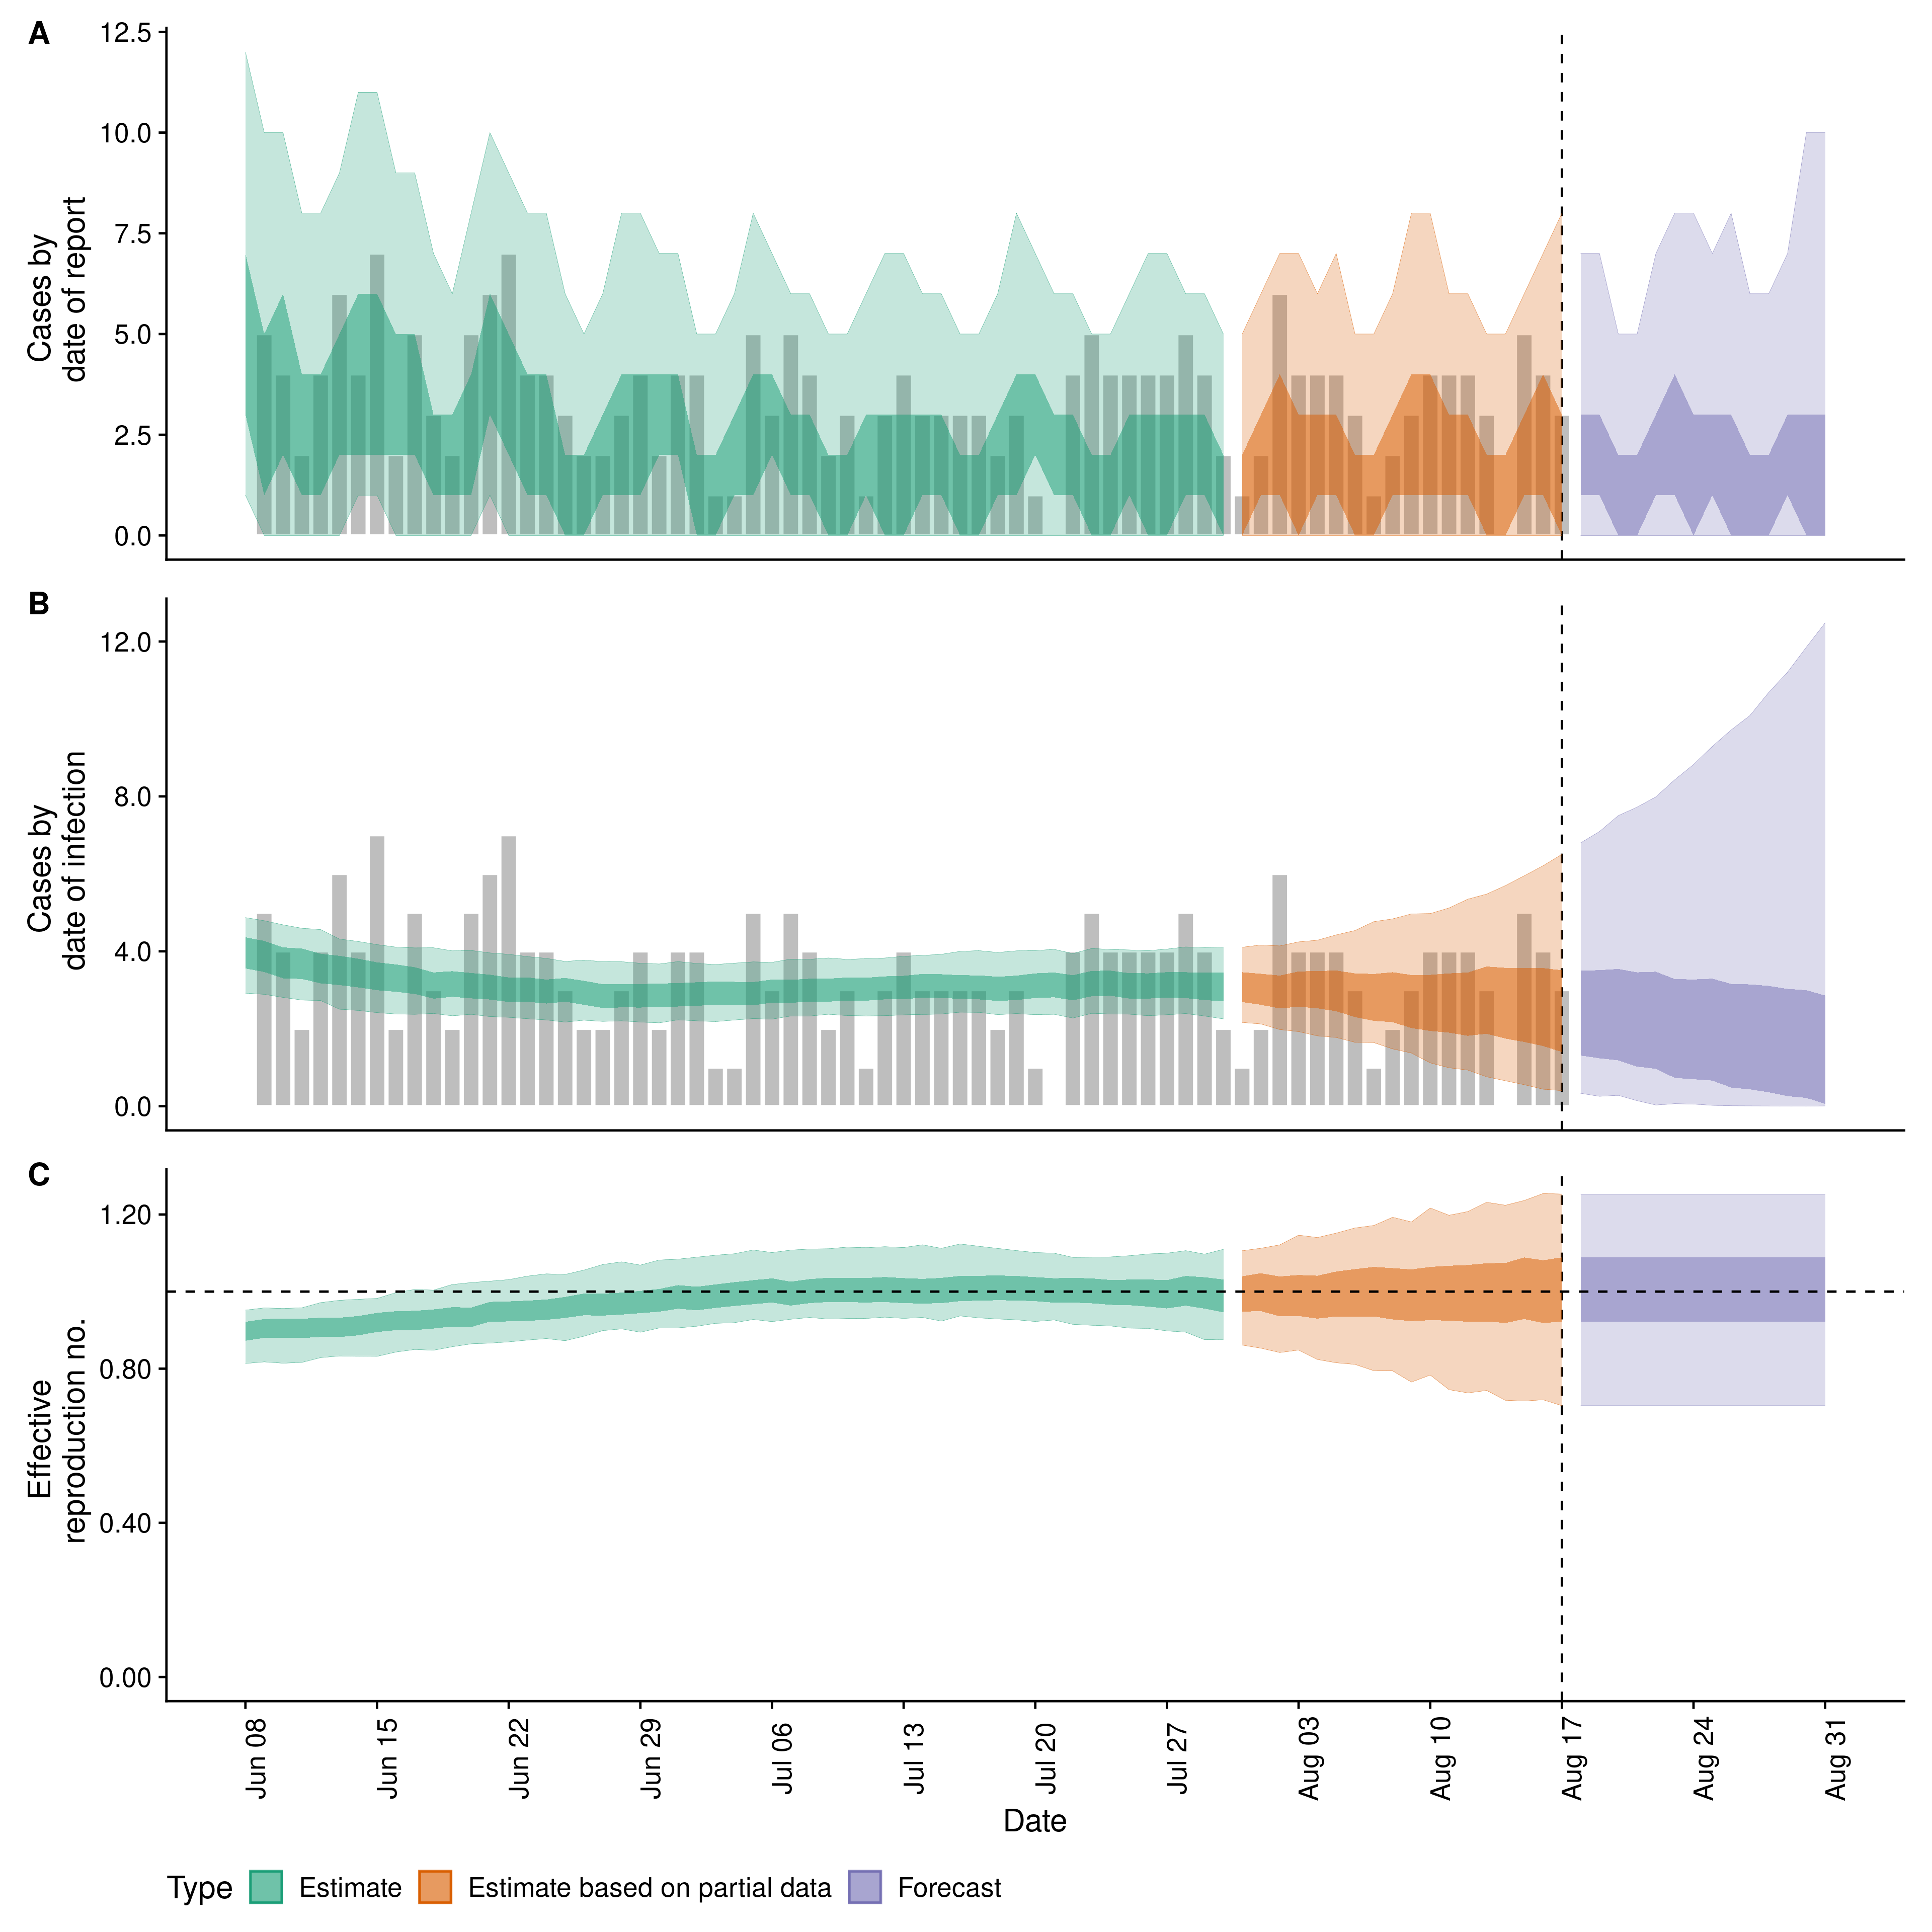 A
12.5
10.0
7.5
5.0
2.5
0.0
Cases by
date of report
B
12.0
8.0
4.0
0.0
Cases by
date of infection
C
1.20
0.80
0.40
0.00
Effective
reproduction no.
Jun 08
Jun 15
Jun 22
Jun 29
Jul 06
Jul 13
Jul 20
Jul 27
Aug 03
Aug 10
Aug 17
Aug 24
Aug 31
Date
Type Estimate Estimate based on partial data Forecast